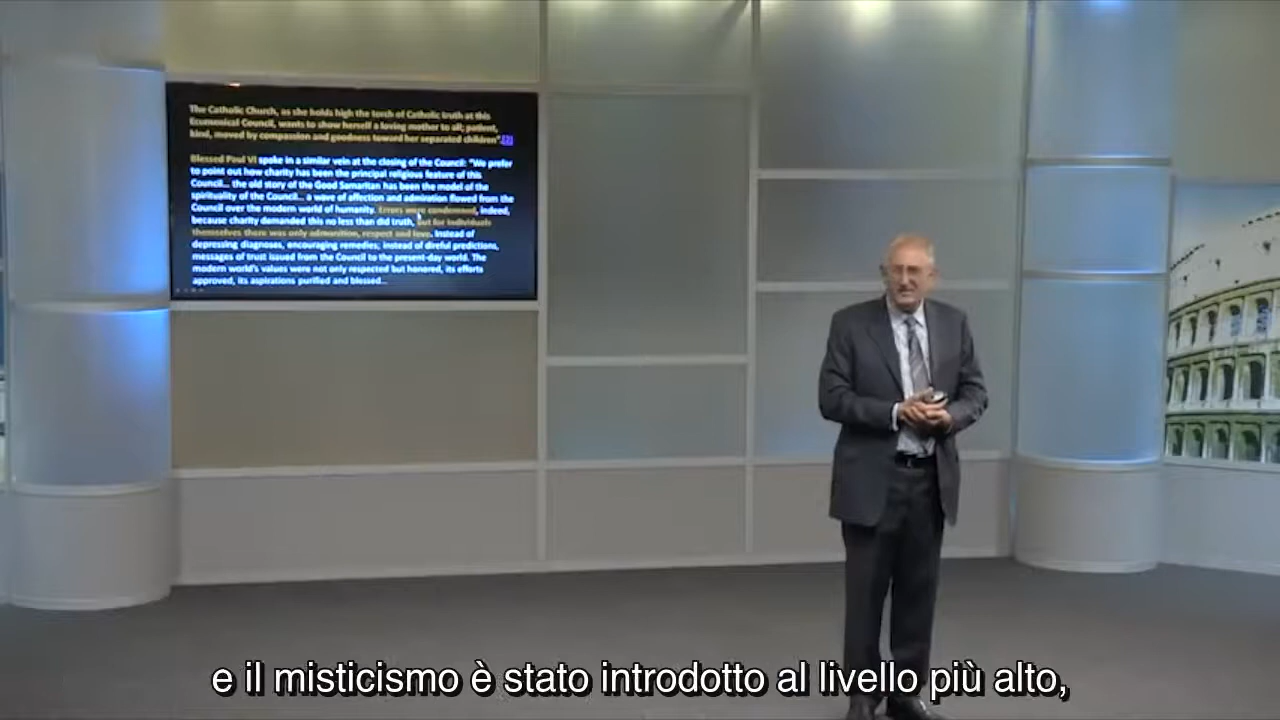 The Catholic Church, as she holds high the torch of Catholic truth at this
Ecumenical Council, wants to show herself a loving mother to all; patient,
kind, moved by compassion and goodness toward her separated children".[2]
Blessed Paul VI spoke in a similar vein at the closing of the Council: "We prefer
to point out how charity has been the principal religious feature of this
Council... the old story of the Good Samaritan has been the model of the
spirituality of the Council... a wave of affection and admiration flowed from the
Council over the modern world of humanity. Errors were condemned, indeed,
because charity demanded this no less than did truth, but for individuals
themselves there was only admonition, respect and love. Instead of
depressing diagnoses, encouraging remedies; instead of direful predictions,
messages of trust issued from the Council to the present-day world. The
modern world's values were not only respected but honored, its efforts
approved, its aspirations purified and blessed...
e il misticismo è stato introdotto al livello più alto,